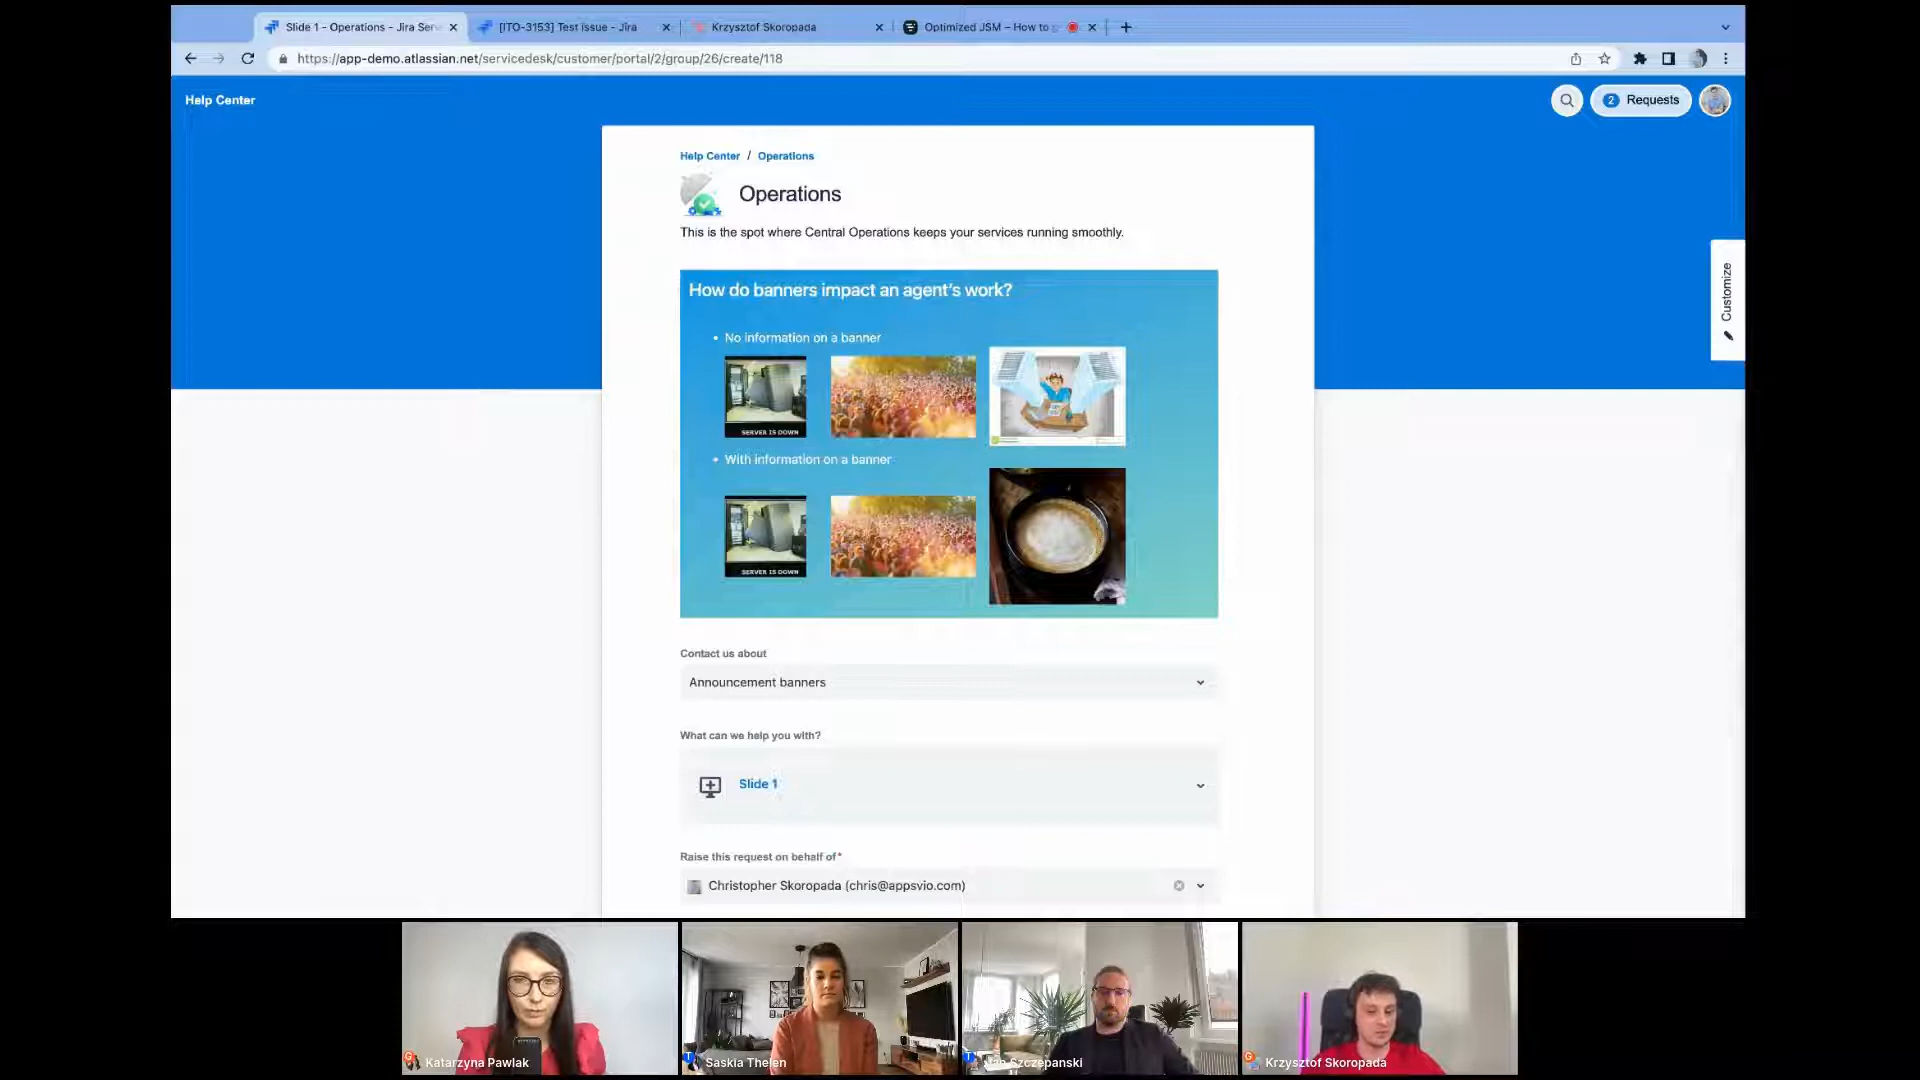 Slide 1 - Operations - Jira Serv
[ITO-3153] Test issue - Jira
Krzysztof Skoropada
Optimized JSM – How to
https://app-demo.atlassian.net/servicedesk/customer/portal/2/group/26/create/118
Help Center
2 Requests
Help Center / Operations
Operations
This is the spot where Central Operations keeps your services running smoothly.
Customize
How do banners impact an agent's work?
• No information on a banner
SERVER IS DOWN
• With information on a banner
SERVER IS DOWN
Contact us about
Announcement banners
What can we help you with?
Slide 1
Raise this request on behalf of*
Christopher Skoropada (chris@appsvio.com)
Katarzyna Pawlak
Saskia Thelen
Jan Szczepanski
Krzysztof Skoropada